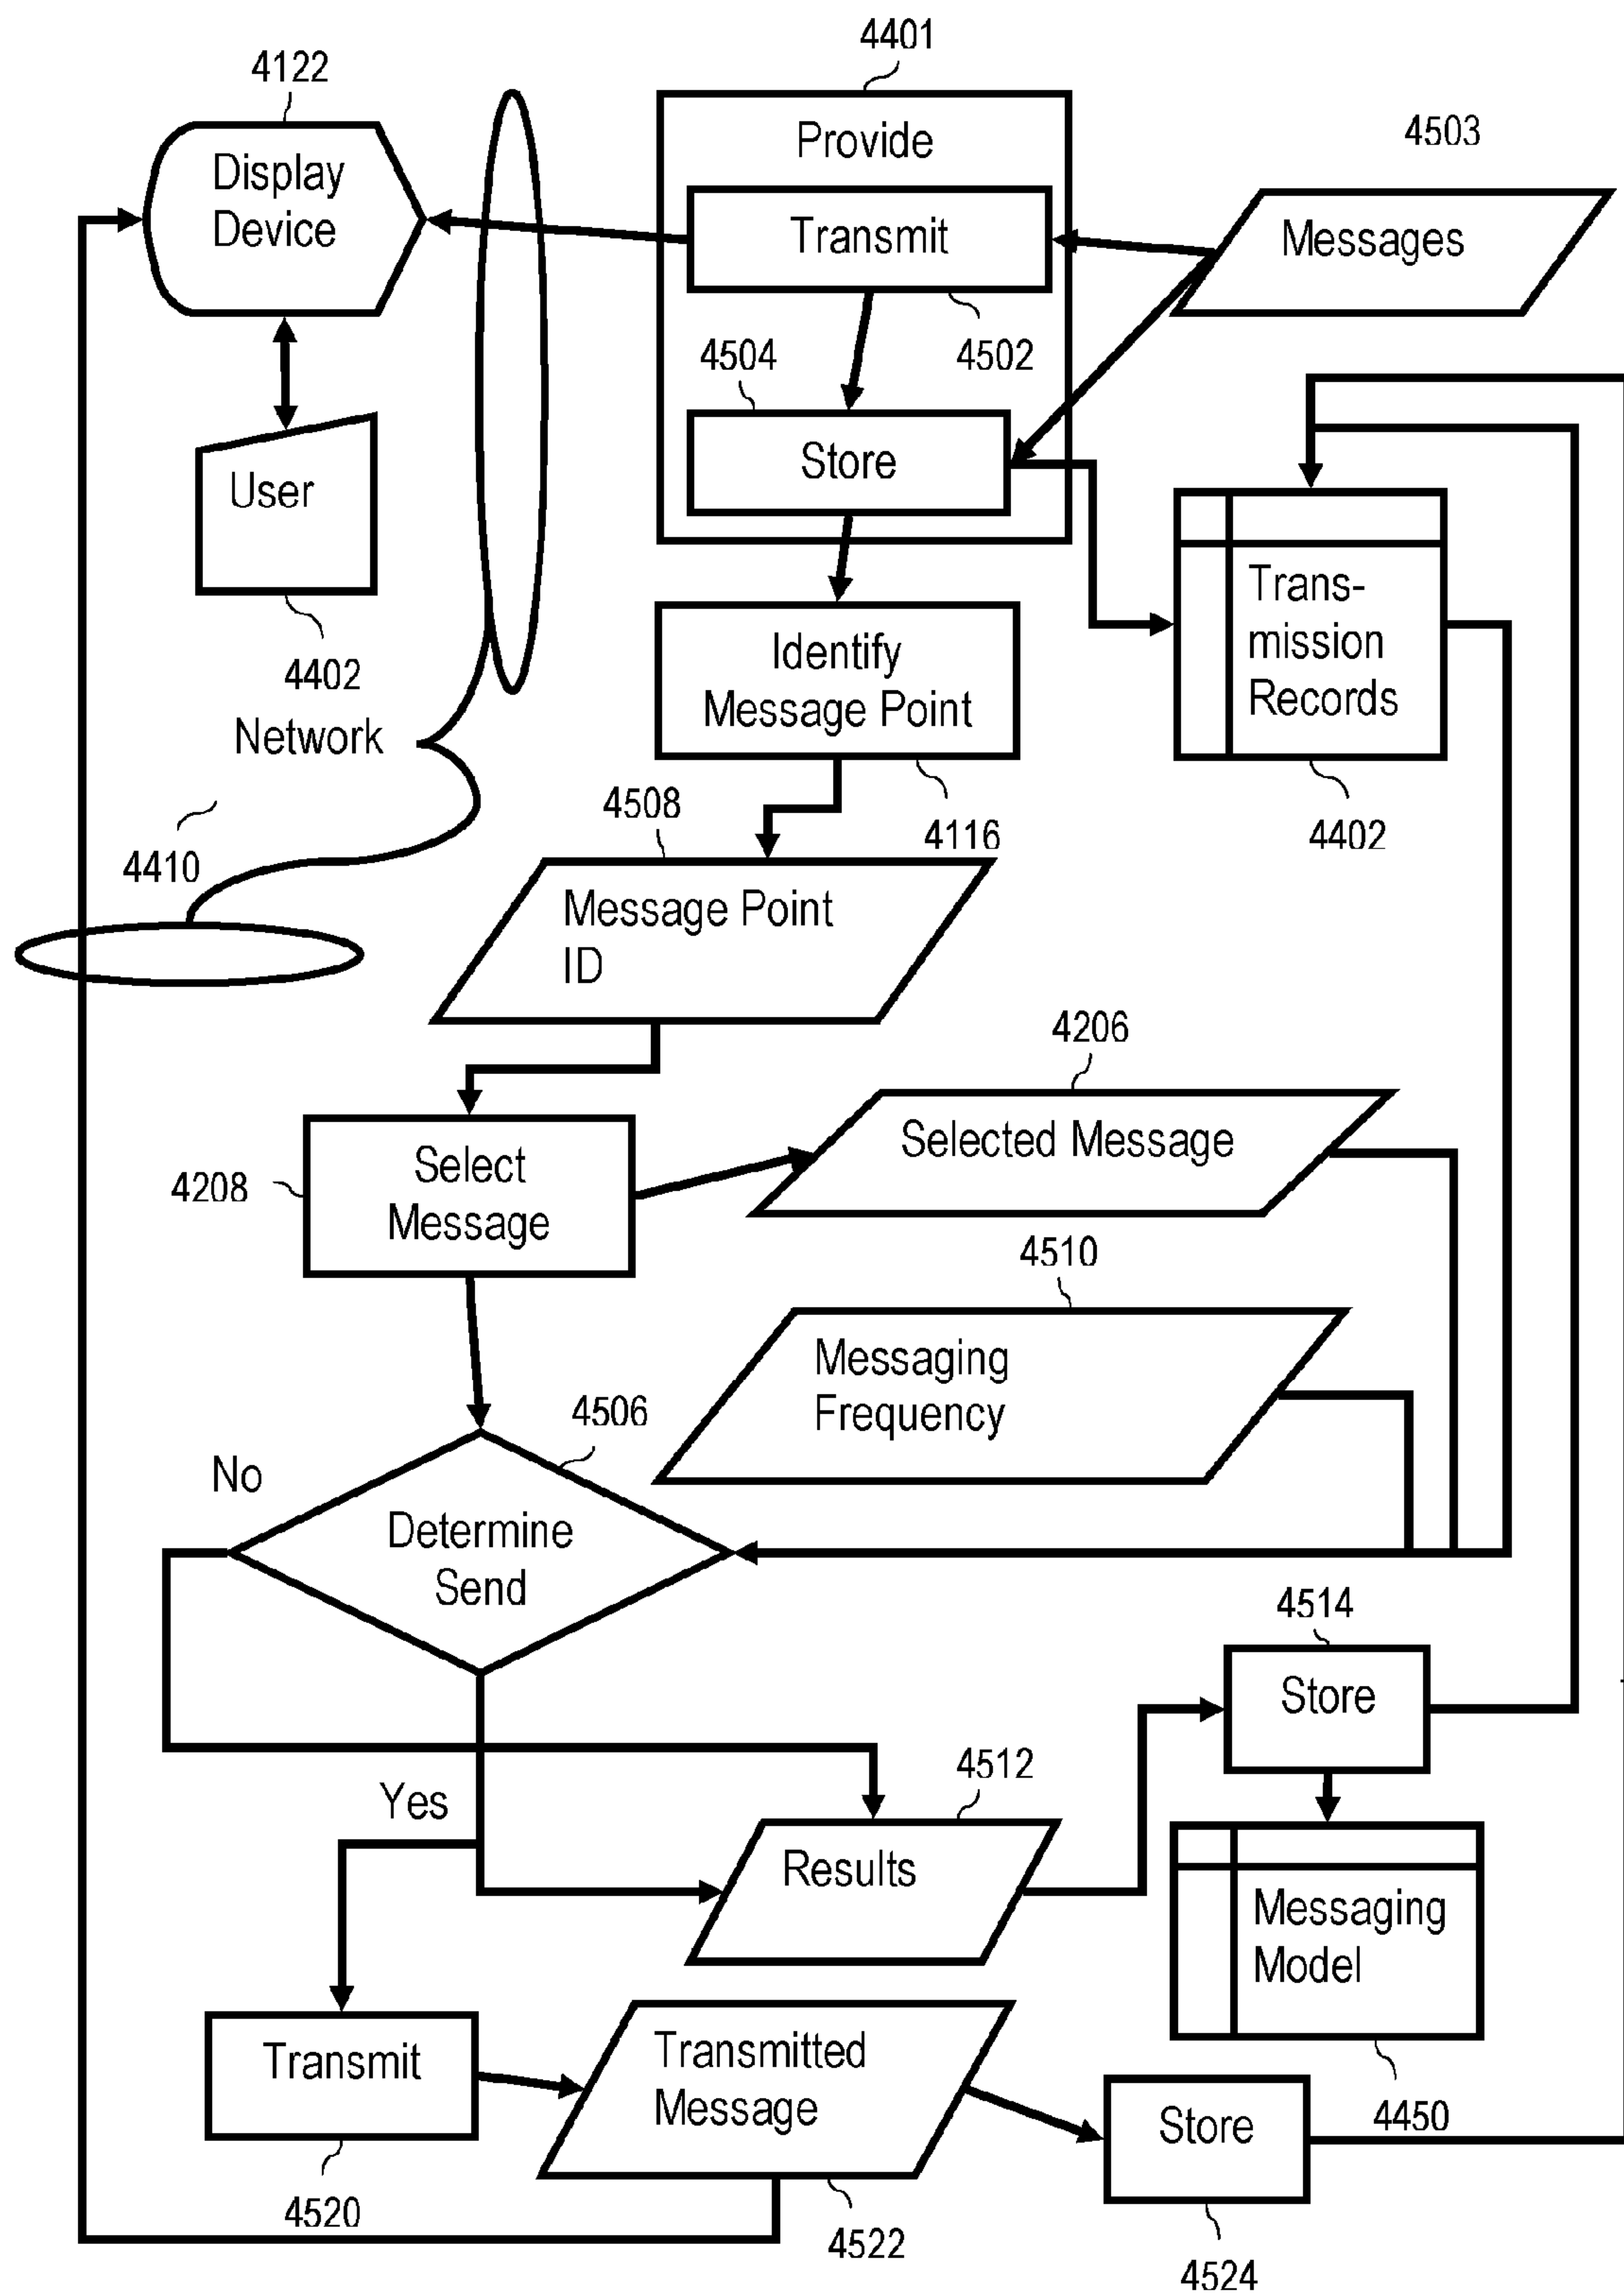 4401
4122
Provide
4503
Display
Device
Transmit
Messages
4504
4502
Store
User
Trans-
mission
Records
Identify
Message Point
4402
Network
4508
4116
4402
4410
Message Point
ID
4206
Selected Message
Select
Message
4208
4510
Messaging
Frequency
4506
No
Determine
Send
4514
Store
4512
Yes
Results
Messaging
Model
Transmit
Transmitted
Message
Store
4450
4520
4522
4524